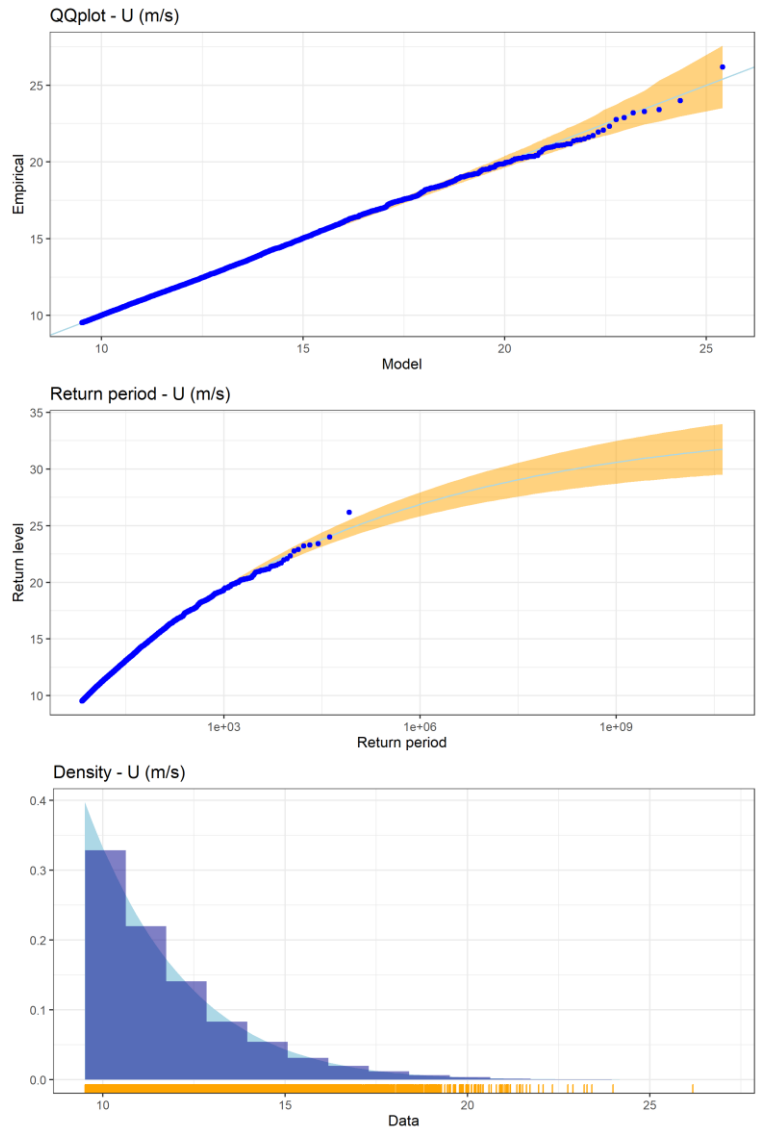 QQplot - U (m/s)
25
20
15
10
Empirical
10 15 20 25
Model
Return period - U (m/s)
35
30
25
20
15
10
Return level
1e+03 1e+06 1e+09
Return period
Density - U (m/s)
0.4
0.3
0.2
0.1
0.0
10 15 20 25
Data